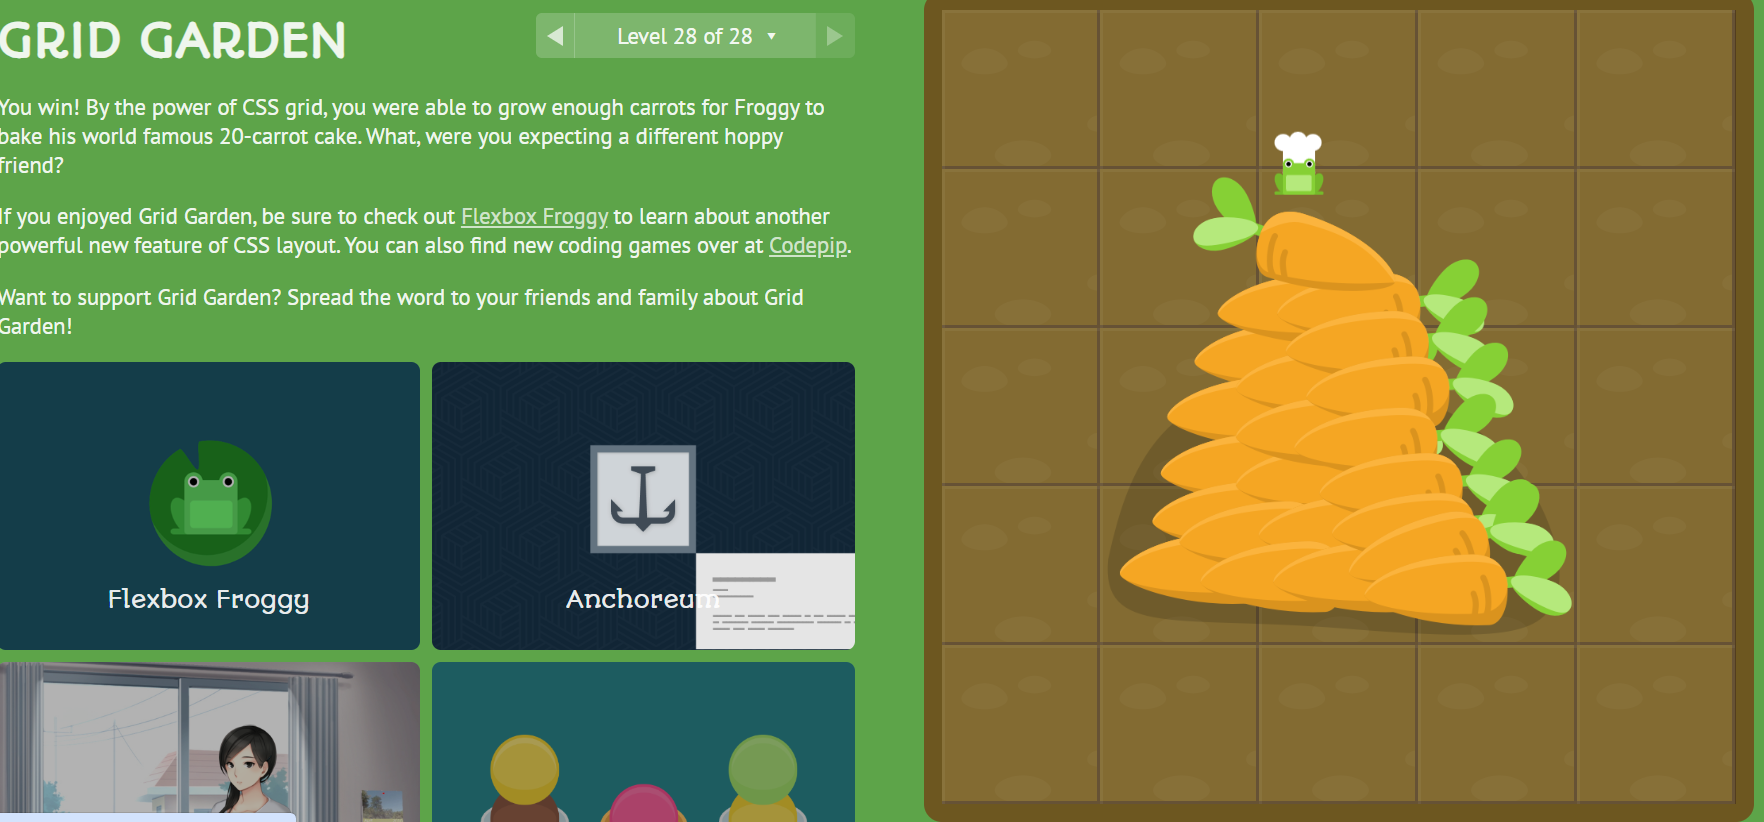 GRID GARDEN
Level 28 of 28
You win! By the power of CSS grid, you were able to grow enough carrots for Froggy to
bake his world famous 20-carrot cake. What, were you expecting a different hoppy
friend?
If you enjoyed Grid Garden, be sure to check out Flexbox Froggy to learn about another
powerful new feature of CSS layout. You can also find new coding games over at Codepip.
Want to support Grid Garden? Spread the word to your friends and family about Grid
Garden!
Flexbox Froggy
Anchoreum